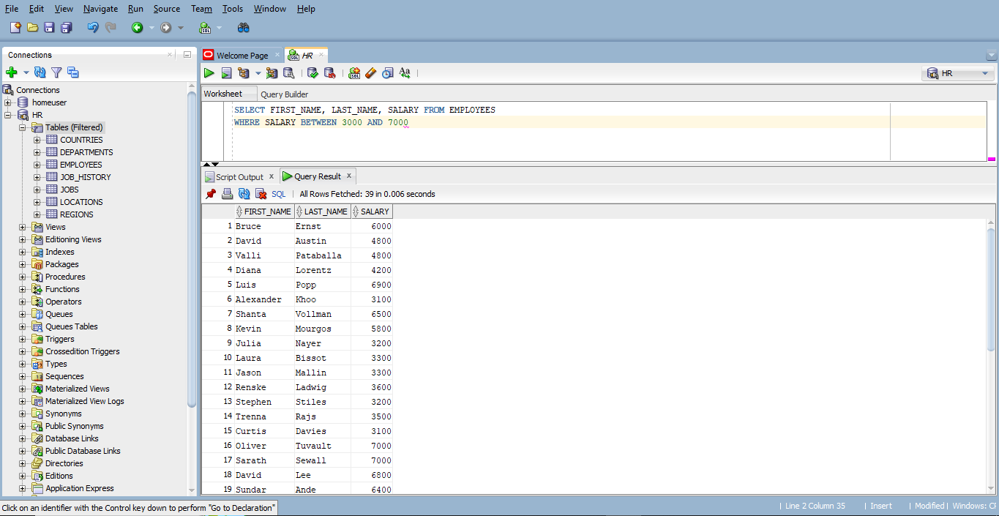 File Edit View Navigate Run Source Team Tools Window Help
Connections
Welcome Page
HR
HR
Worksheet Query Builder
SELECT FIRST_NAME, LAST_NAME, SALARY FROM EMPLOYEES
WHERE SALARY BETWEEN 3000 AND 7000
Connections
homeuser
HR
Tables (Filtered)
COUNTRIES
DEPARTMENTS
EMPLOYEES
JOB_HISTORY
JOBS
LOCATIONS
REGIONS
Views
Editioning Views
Indexes
Packages
Procedures
Functions
Operators
Queues
Queues Tables
Triggers
Crossedition Triggers
Types
Sequences
Materialized Views
Materialized View Logs
Synonyms
Public Synonyms
Database Links
Public Database Links
Directories
Editions
Application Express
Script Output x Query Result x
SQL | All Rows Fetched: 39 in 0.006 seconds
FIRST_NAME LAST_NAME SALARY
1 Bruce Ernst 6000
2 David Austin 4800
3 Valli Pataballa 4800
4 Diana Lorentz 4200
5 Luis Popp 6900
6 Alexander Khoo 3100
7 Shanta Vollman 6500
8 Kevin Mourgos 5800
9 Julia Nayer 3200
10 Laura Bissot 3300
11 Jason Mallin 3300
12 Renske Ladwig 3600
13 Stephen Stiles 3200
14 Trenna Rajs 3500
15 Curtis Davies 3100
16 Oliver Tuvault 7000
17 Sarath Sewall 7000
18 David Lee 6800
19 Sundar Ande 6400
Click on an identifier with the Control key down to perform "Go to Declaration"
| Line 2 Column 35 | Insert | Modified | Windows: CF